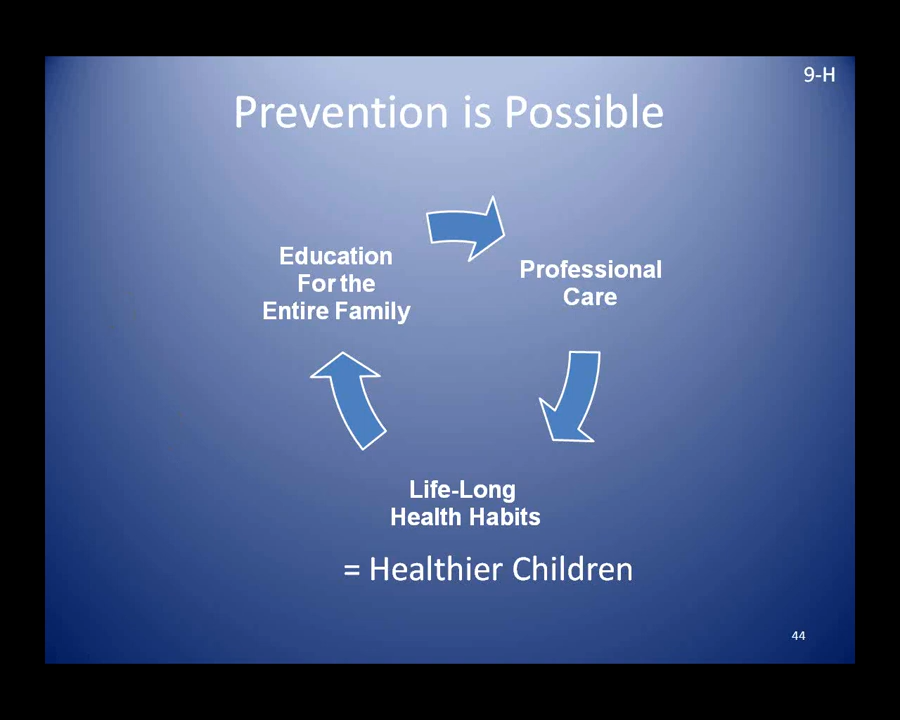 9-H
Prevention is Possible
Education
For the
Entire Family
Professional
Care
Life-Long
Health Habits
= Healthier Children
44